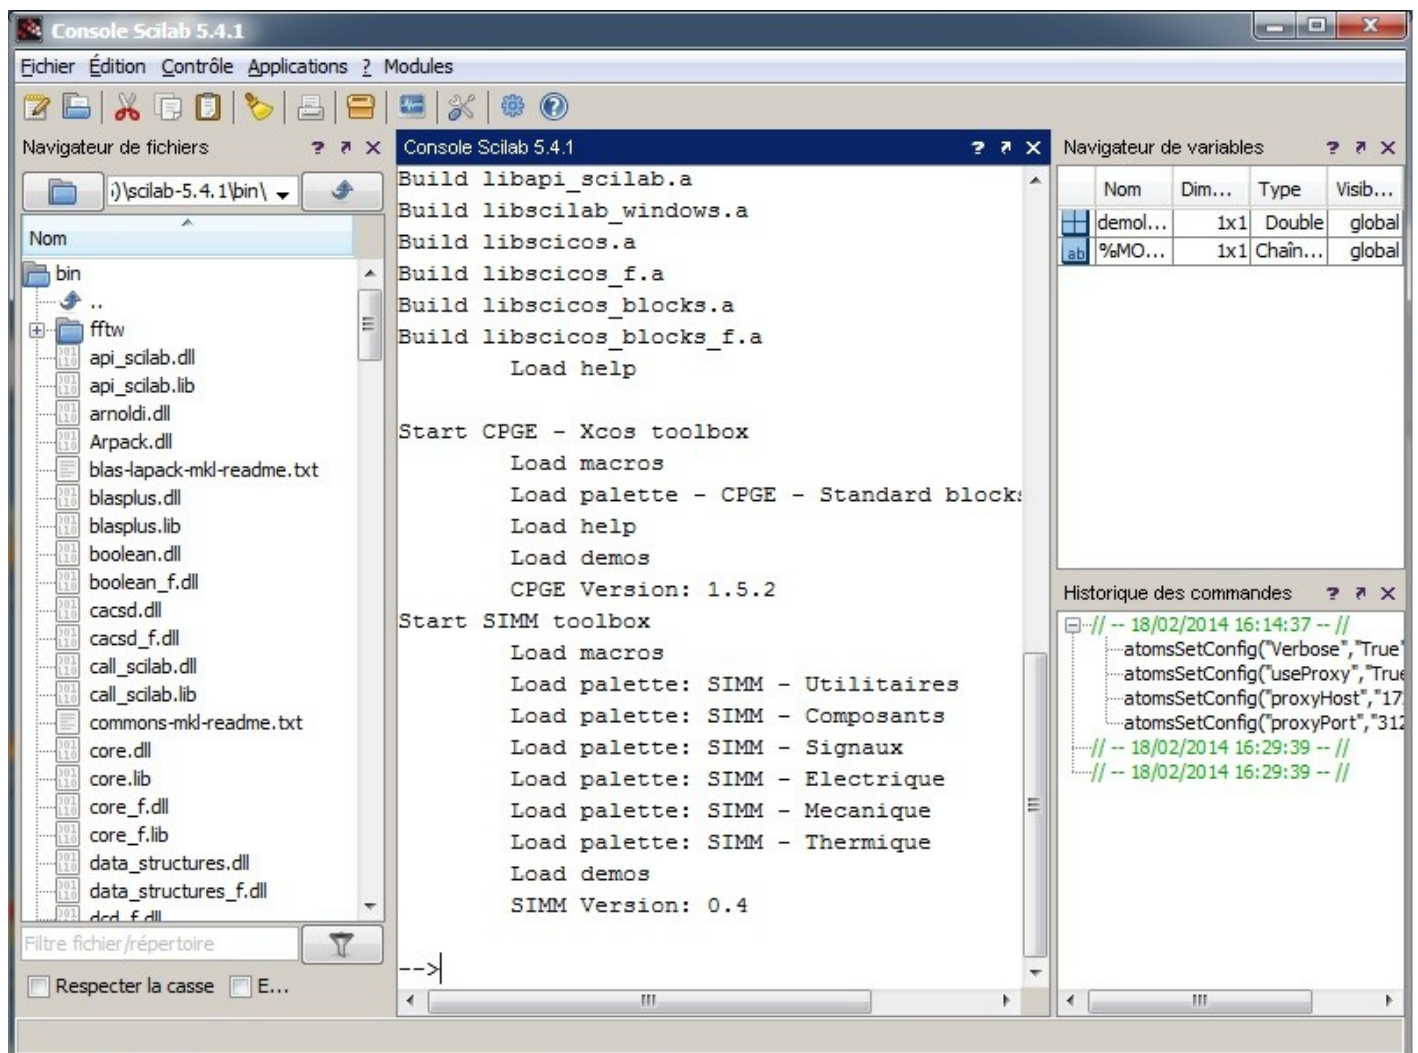 Console Scilab 5.4.1
Fichier Édition Contrôle Applications ? Modules
Navigateur de fichiers
\scilab-5.4.1\bin\
Nom
bin
..
fftw
api_scilab.dll
api_scilab.lib
arnoldi.dll
Arpack.dll
blas-lapack-mkl-readme.txt
blasplus.dll
blasplus.lib
boolean.dll
boolean_f.dll
cacsd.dll
cacsd_f.dll
call_scilab.dll
call_scilab.lib
commons-mkl-readme.txt
core.dll
core.lib
core_f.dll
core_f.lib
data_structures.dll
data_structures_f.dll
dcd_f.dll
Filtre fichier/répertoire
Respecter la casse E...
Console Scilab 5.4.1
Build libapi_scilab.a
Build libscilab_windows.a
Build libscicos.a
Build libscicos_f.a
Build libscicos_blocks.a
Build libscicos_blocks_f.a
Load help
Start CPGE - Xcos toolbox
Load macros
Load palette - CPGE - Standard blocks
Load help
Load demos
CPGE Version: 1.5.2
Start SIMM toolbox
Load macros
Load palette: SIMM - Utilitaires
Load palette: SIMM - Composants
Load palette: SIMM - Signaux
Load palette: SIMM - Electrique
Load palette: SIMM - Mecanique
Load palette: SIMM - Thermique
Load demos
SIMM Version: 0.4
-->
Navigateur de variables
Nom Dim... Type Visib...
demol... 1x1 Double global
%MO... 1x1 Chaîn... global
Historique des commandes
// -- 18/02/2014 16:14:37 -- //
atomsSetConfig("Verbose","True"
atomsSetConfig("useProxy","True
atomsSetConfig("proxyHost","17
atomsSetConfig("proxyPort","312
// -- 18/02/2014 16:29:39 -- //
// -- 18/02/2014 16:29:39 -- //